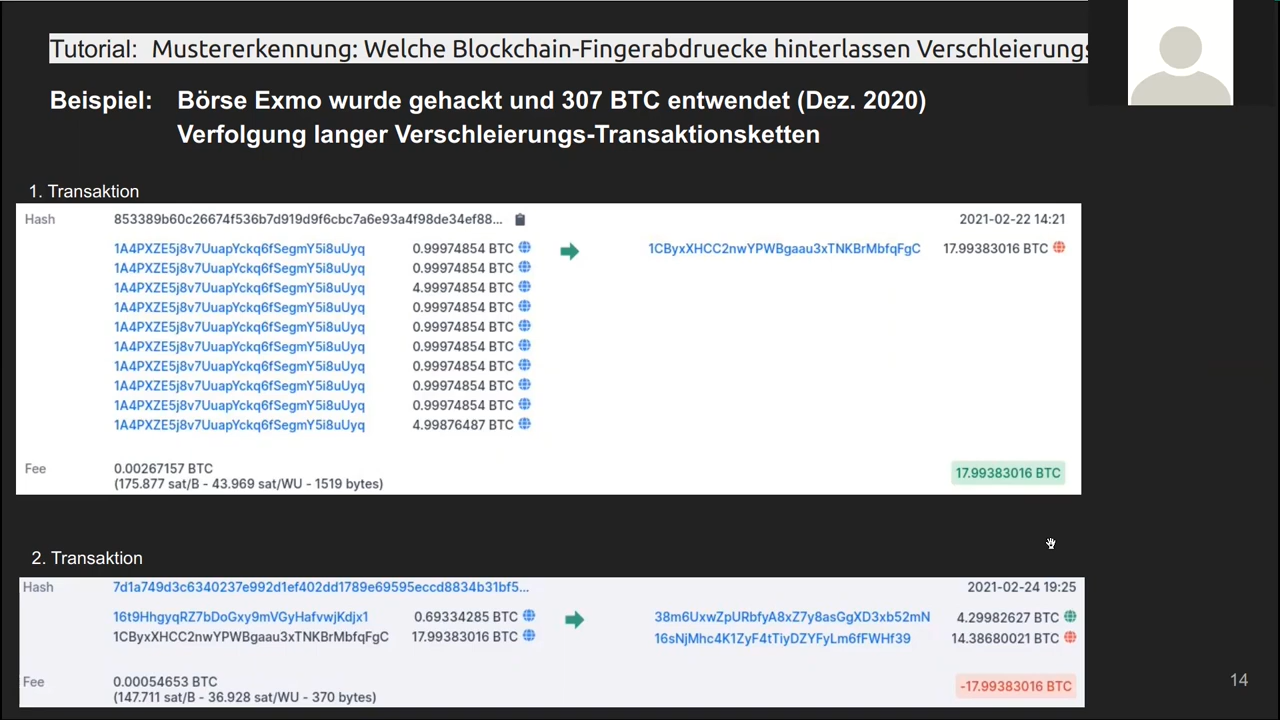 Tutorial: Mustererkennung: Welche Blockchain-Fingerabdruecke hinterlassen Verschleierungs
Beispiel: Börse Exmo wurde gehackt und 307 BTC entwendet (Dez. 2020)
Verfolgung langer Verschleierungs-Transaktionsketten
1. Transaktion
Hash 853389b60c26674f536b7d919d9f6cbc7a6e93a4f98de34ef88... 2021-02-22 14:21
1A4PXZE5j8v7UuapYckq6fSegmY5i8uUyq 0.99974854 BTC 1CByxXHCC2nwYPWBgaau3xTNKBrMbfqFgC 17.99383016 BTC
1A4PXZE5j8v7UuapYckq6fSegmY5i8uUyq 0.99974854 BTC
1A4PXZE5j8v7UuapYckq6fSegmY5i8uUyq 4.99974854 BTC
1A4PXZE5j8v7UuapYckq6fSegmY5i8uUyq 0.99974854 BTC
1A4PXZE5j8v7UuapYckq6fSegmY5i8uUyq 0.99974854 BTC
1A4PXZE5j8v7UuapYckq6fSegmY5i8uUyq 0.99974854 BTC
1A4PXZE5j8v7UuapYckq6fSegmY5i8uUyq 0.99974854 BTC
1A4PXZE5j8v7UuapYckq6fSegmY5i8uUyq 0.99974854 BTC
1A4PXZE5j8v7UuapYckq6fSegmY5i8uUyq 0.99974854 BTC
1A4PXZE5j8v7UuapYckq6fSegmY5i8uUyq 4.99876487 BTC
Fee 0.00267157 BTC 17.99383016 BTC
(175.877 sat/B - 43.969 sat/WU - 1519 bytes)
2. Transaktion
Hash 7d1a749d3c6340237e992d1ef402dd1789e69595eccd8834b31bf5... 2021-02-24 19:25
16t9HhgyqRZ7bDoGxy9mVGyHafvwjKdjx1 0.69334285 BTC 38m6UxwZpURbfyA8xZ7y8asGgXD3xb52mN 4.29982627 BTC
1CByxXHCC2nwYPWBgaau3xTNKBrMbfqFgC 17.99383016 BTC 16sNjMhc4K1ZyF4tTiyDZYFyLm6fFWHf39 14.38680021 BTC
Fee 0.00054653 BTC -17.99383016 BTC
(147.711 sat/B - 36.928 sat/WU - 370 bytes)
14